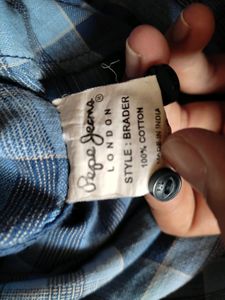 Pepe Jeans®
LONDON
STYLE : BRADER
100% COTTON
MADE IN INDIA